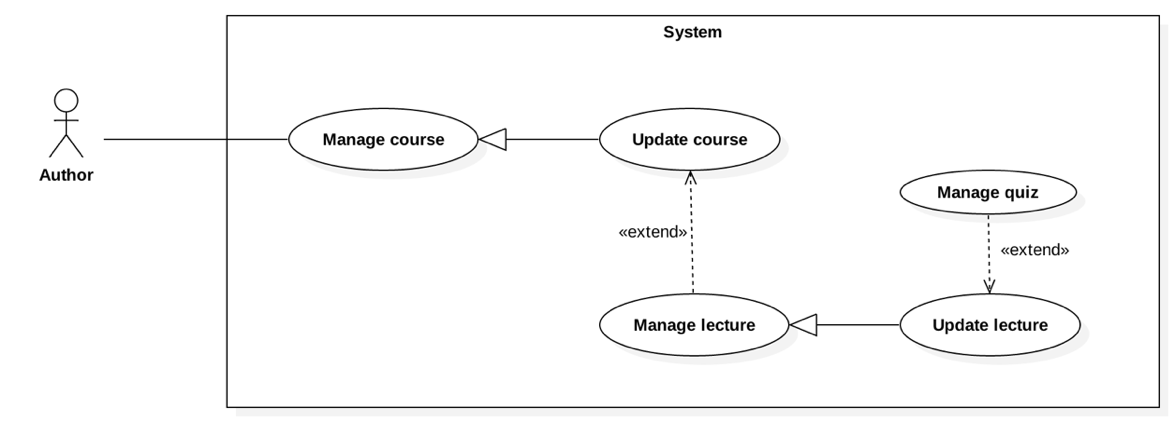 System
Author
Manage course
Update course
Manage quiz
«extend»
«extend»
Manage lecture
Update lecture